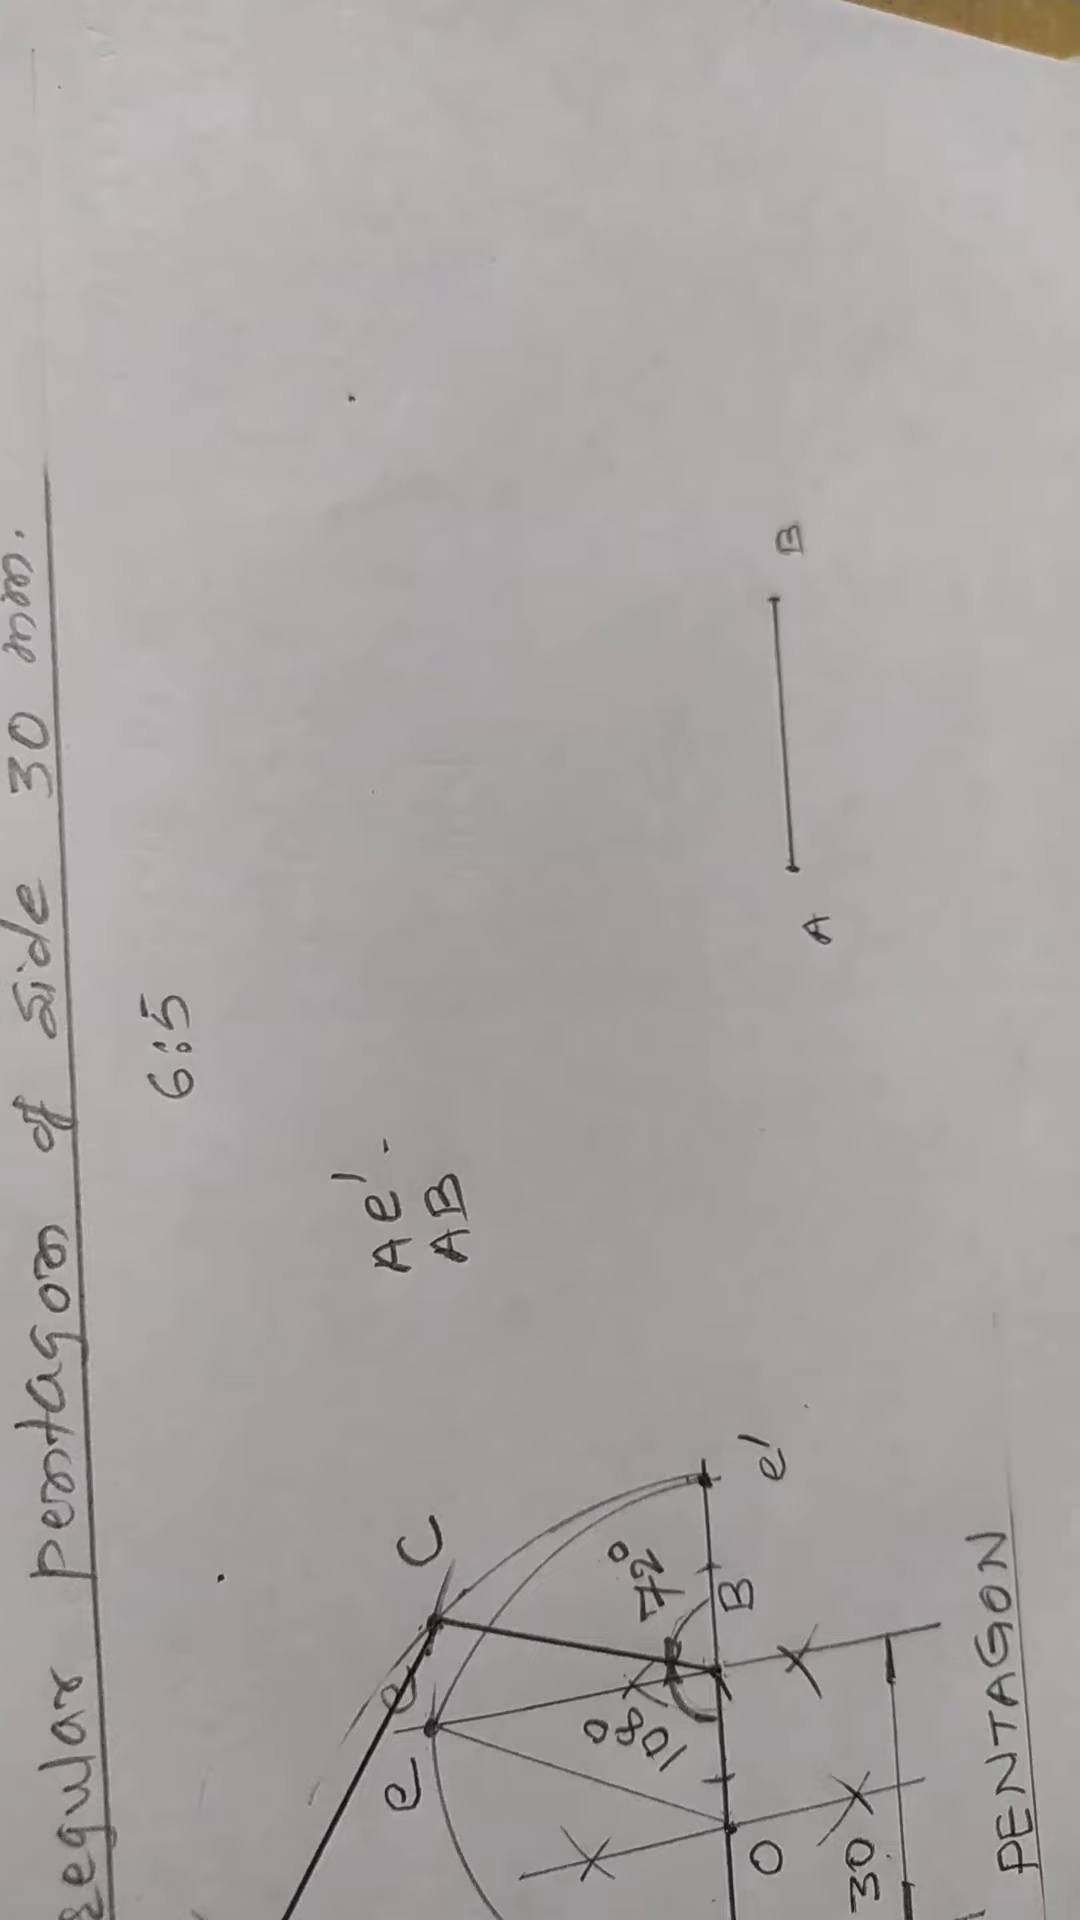 regular pentagon of side 30 mm.
6:5
Ae'-
AB
C
e
e
108°
72°
B
e'
O
30
A
B
PENTAGON